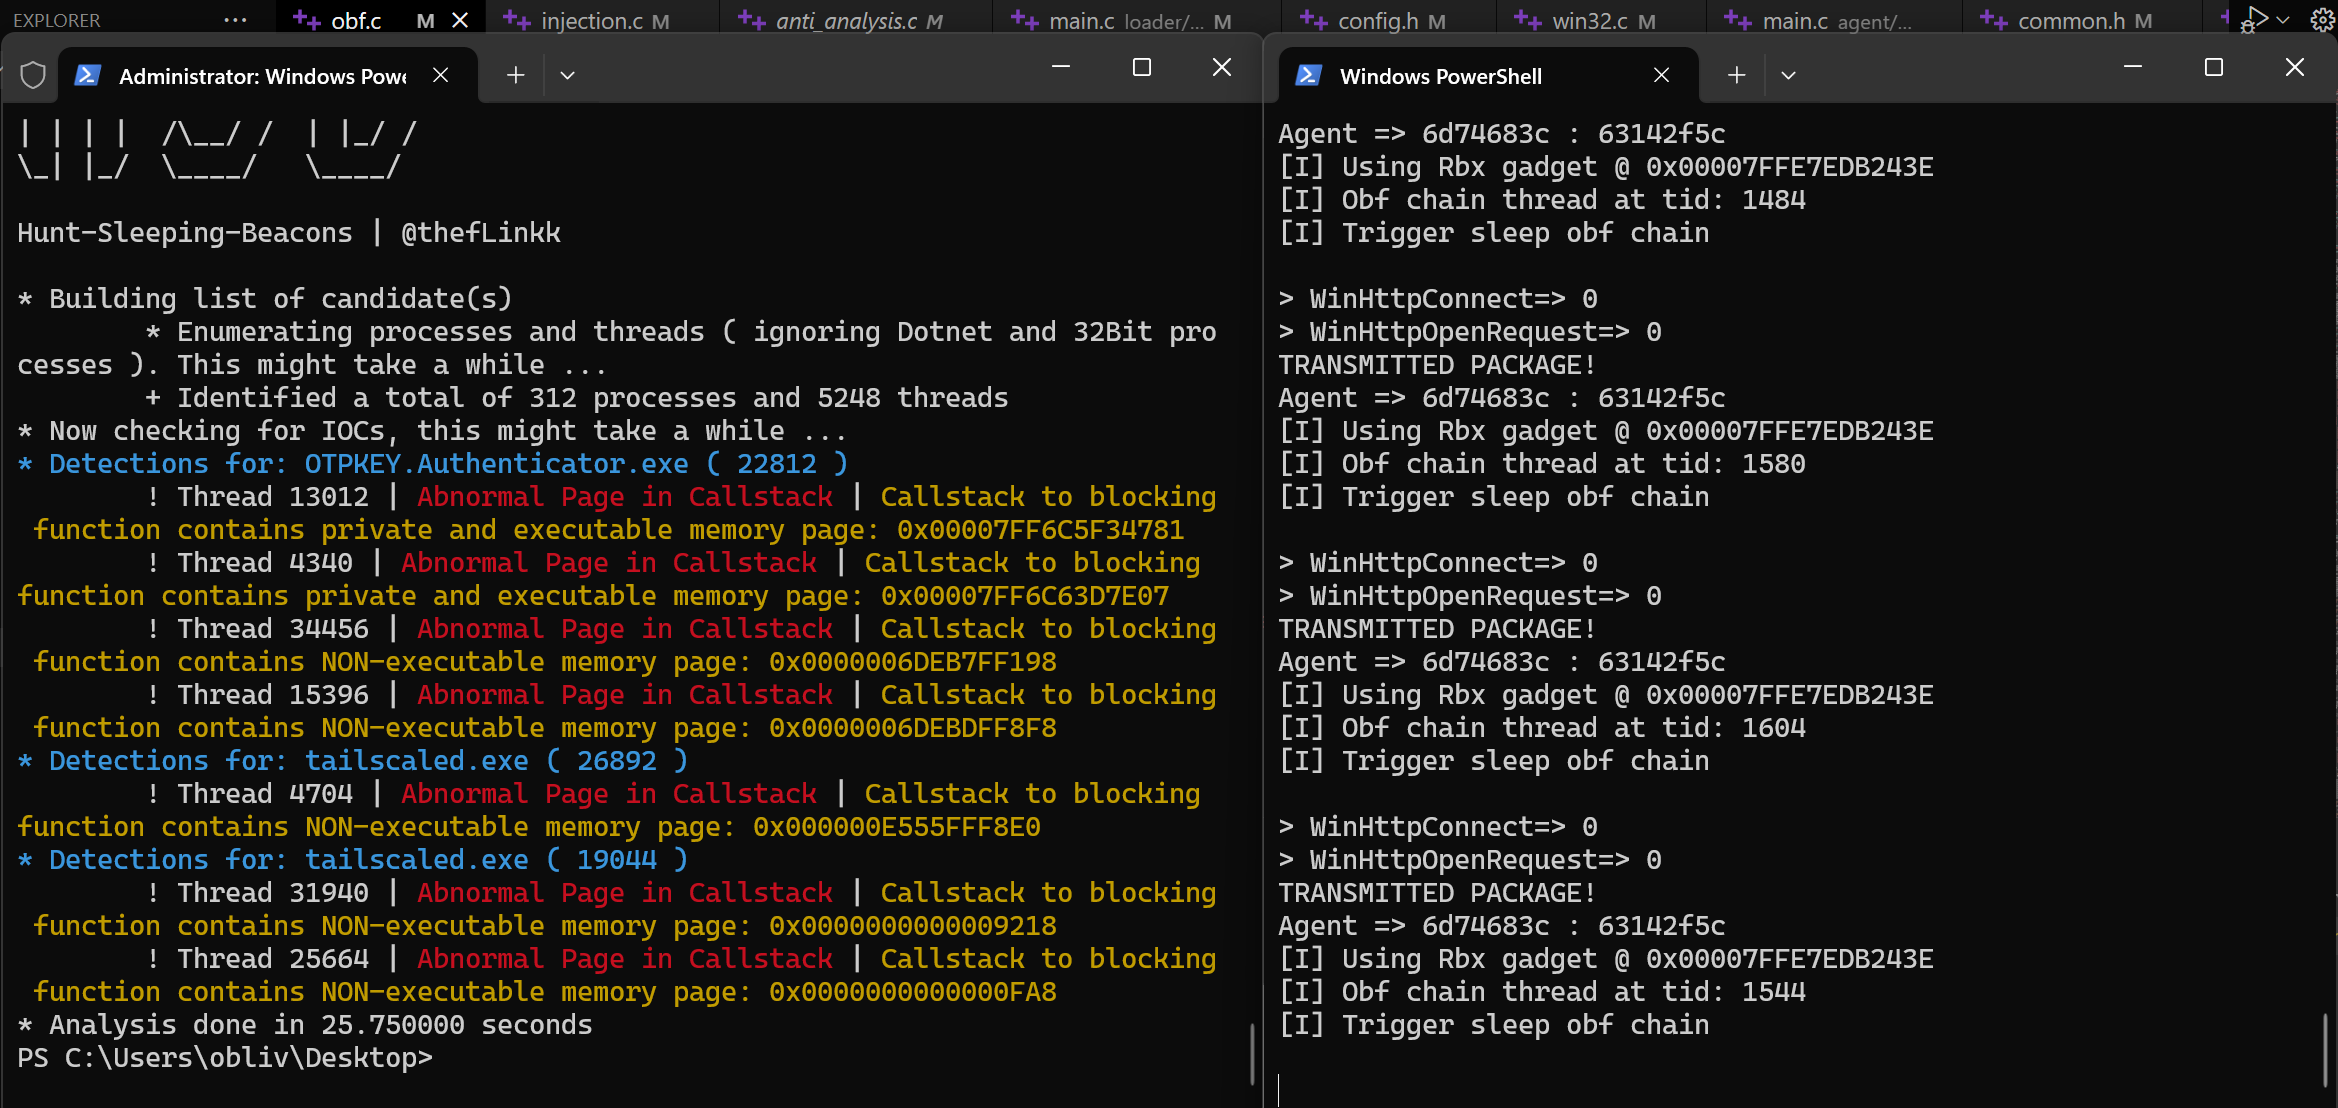 EXPLORER ··· obf.c M injection.c M anti_analysis.c M main.c loader/... M config.h M win32.c M main.c agent/... common.h M
Administrator: Windows Powe
| | | |  /\__/ /  | |_/ /
\_| |_/  \____/   \____/
Hunt-Sleeping-Beacons | @thefLinkk
* Building list of candidate(s)
* Enumerating processes and threads ( ignoring Dotnet and 32Bit pro
cesses ). This might take a while ...
+ Identified a total of 312 processes and 5248 threads
* Now checking for IOCs, this might take a while ...
* Detections for: OTPKEY.Authenticator.exe ( 22812 )
! Thread 13012 | Abnormal Page in Callstack | Callstack to blocking
function contains private and executable memory page: 0x00007FF6C5F34781
! Thread 4340 | Abnormal Page in Callstack | Callstack to blocking
function contains private and executable memory page: 0x00007FF6C63D7E07
! Thread 34456 | Abnormal Page in Callstack | Callstack to blocking
function contains NON-executable memory page: 0x0000006DEB7FF198
! Thread 15396 | Abnormal Page in Callstack | Callstack to blocking
function contains NON-executable memory page: 0x0000006DEBDFF8F8
* Detections for: tailscaled.exe ( 26892 )
! Thread 4704 | Abnormal Page in Callstack | Callstack to blocking
function contains NON-executable memory page: 0x000000E555FFF8E0
* Detections for: tailscaled.exe ( 19044 )
! Thread 31940 | Abnormal Page in Callstack | Callstack to blocking
function contains NON-executable memory page: 0x0000000000009218
! Thread 25664 | Abnormal Page in Callstack | Callstack to blocking
function contains NON-executable memory page: 0x0000000000000FA8
* Analysis done in 25.750000 seconds
PS C:\Users\obliv\Desktop>
Windows PowerShell
Agent => 6d74683c : 63142f5c
[I] Using Rbx gadget @ 0x00007FFE7EDB243E
[I] Obf chain thread at tid: 1484
[I] Trigger sleep obf chain
> WinHttpConnect=> 0
> WinHttpOpenRequest=> 0
TRANSMITTED PACKAGE!
Agent => 6d74683c : 63142f5c
[I] Using Rbx gadget @ 0x00007FFE7EDB243E
[I] Obf chain thread at tid: 1580
[I] Trigger sleep obf chain
> WinHttpConnect=> 0
> WinHttpOpenRequest=> 0
TRANSMITTED PACKAGE!
Agent => 6d74683c : 63142f5c
[I] Using Rbx gadget @ 0x00007FFE7EDB243E
[I] Obf chain thread at tid: 1604
[I] Trigger sleep obf chain
> WinHttpConnect=> 0
> WinHttpOpenRequest=> 0
TRANSMITTED PACKAGE!
Agent => 6d74683c : 63142f5c
[I] Using Rbx gadget @ 0x00007FFE7EDB243E
[I] Obf chain thread at tid: 1544
[I] Trigger sleep obf chain